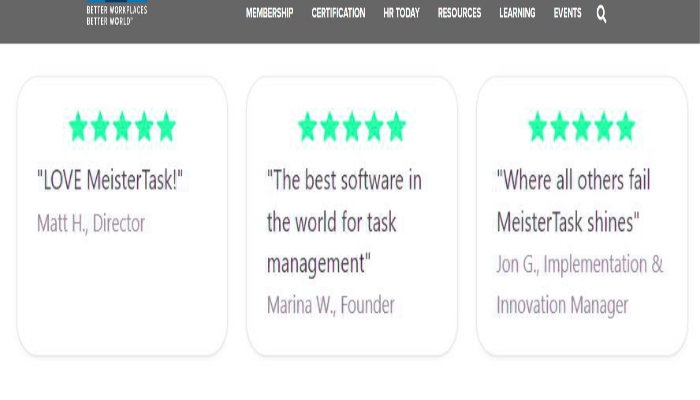 BETTER WORKPLACES
BETTER WORLD™
MEMBERSHIP CERTIFICATION HR TODAY RESOURCES LEARNING EVENTS
"LOVE MeisterTask!"
Matt H., Director
"The best software in
the world for task
management"
Marina W., Founder
"Where all others fail
MeisterTask shines"
Jon G., Implementation &
Innovation Manager